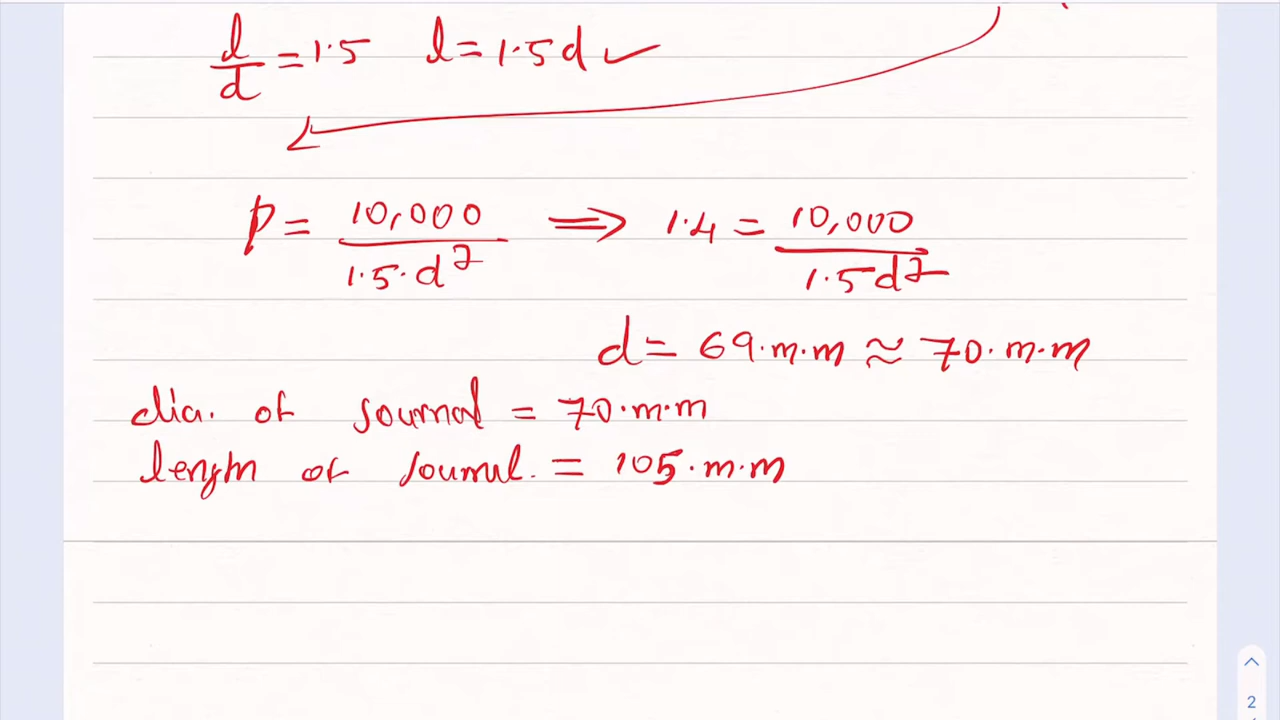 l/d = 1.5 l = 1.5d ✓
p = 10,000/1.5.d² ⟹ 1.4 = 10,000/1.5d²
d = 69.m.m ≈ 70.m.m
dia. of journal = 70.m.m
length of journal. = 105.m.m
2